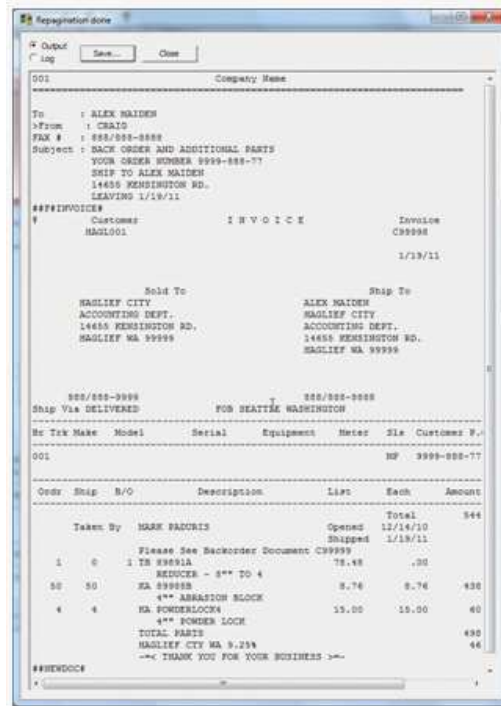 Repagination done
Output
Log
Save...
Close
001 Company Name
To : ALEX MAIDEN
>From : CRAIG
FAX # : 888/888-8888
Subject : BACK ORDER AND ADDITIONAL PARTS
YOUR ORDER NUMBER 9999-888-77
SHIP TO ALEX MAIDEN
14655 KENSINGTON RD.
LEAVING 1/19/11
##F#INVOICE#
# Customer I N V O I C E Invoice
HAGL001 C99998
1/19/11
Sold To Ship To
HAGLIEF CITY ALEX MAIDEN
ACCOUNTING DEPT. HAGLIEF CITY
14655 KENSINGTON RD. ACCOUNTING DEPT.
HAGLIEF WA 99999 14655 KENSINGTON RD.
HAGLIEF WA 99999
888/888-9999 888/888-8888
Ship Via DELIVERED FOB SEATTLE WASHINGTON
Hr Trk Make Model Serial Equipment Meter Sls Customer P.
001 MP 9999-888-77
Ordr Ship B/O Description List Each Amount
Total 544
Taken By MARK PADURIS Opened 12/14/10
Shipped 1/19/11
Please See Backorder Document C99999
1 0 1 TB 89891A 78.48 .00
REDUCER - 5"" TO 4
50 50 HA 89988B 8.76 8.76 438
4"" ABRASION BLOCK
4 4 HA POWDERLOCK4 15.00 15.00 60
4"" POWDER LOCK
TOTAL PARTS 498
HAGLIEF CTY WA 9.25% 46
-=< THANK YOU FOR YOUR BUSINESS >=-
##NEWDOC#